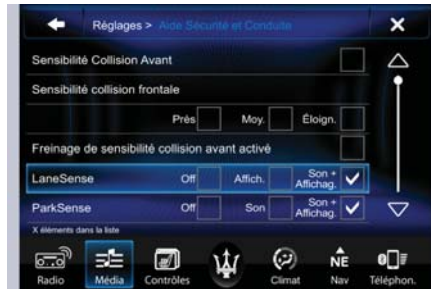 Réglages > Aide Sécurité et Conduite
Sensibilité Collision Avant
Sensibilité collision frontale
Près Moy. Éloign.
Freinage de sensibilité collision avant activé
LaneSense Off Affich. Son + Affichag.
ParkSense Off Son Son + Affichag.
X éléments dans la liste
Radio Média Contrôles Climat Nav Téléphon.
NE